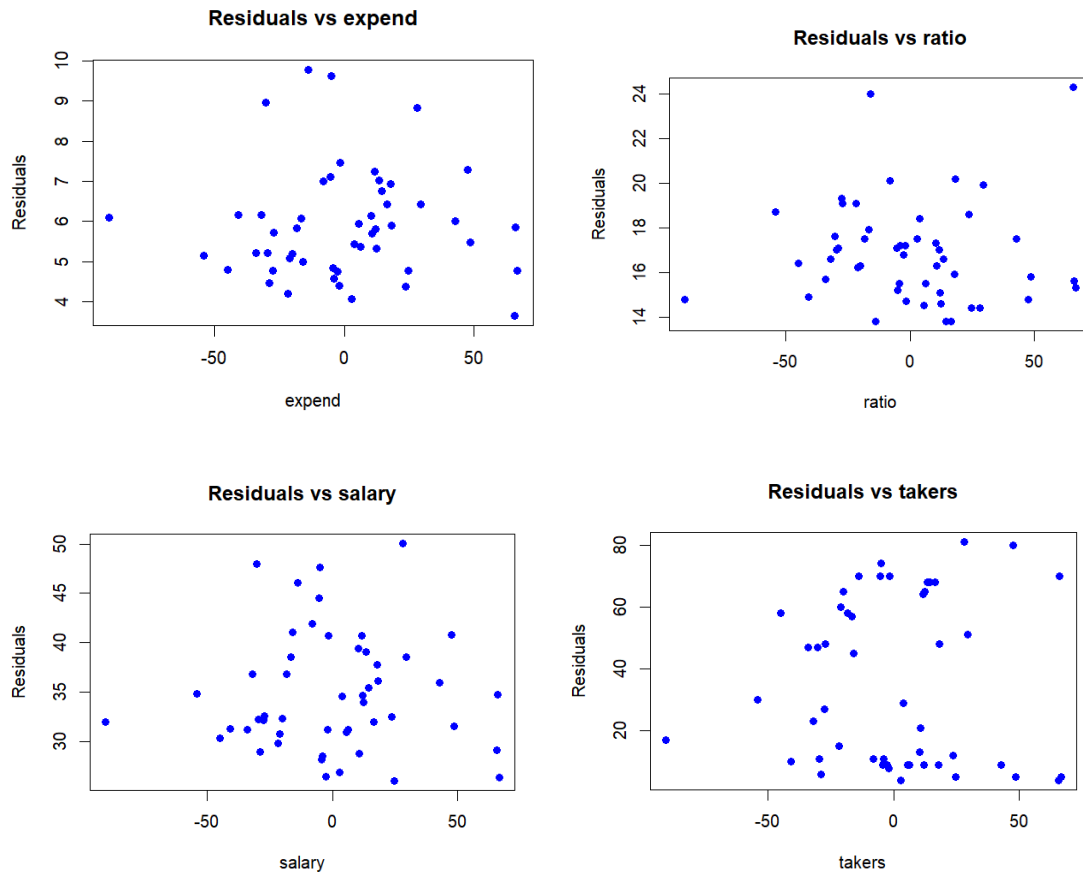 Residuals vs expend
Residuals
10
9
8
7
6
5
4
-50 0 50
expend
Residuals vs ratio
Residuals
24
22
20
18
16
14
-50 0 50
ratio
Residuals vs salary
Residuals
50
45
40
35
30
-50 0 50
salary
Residuals vs takers
Residuals
80
60
40
20
-50 0 50
takers